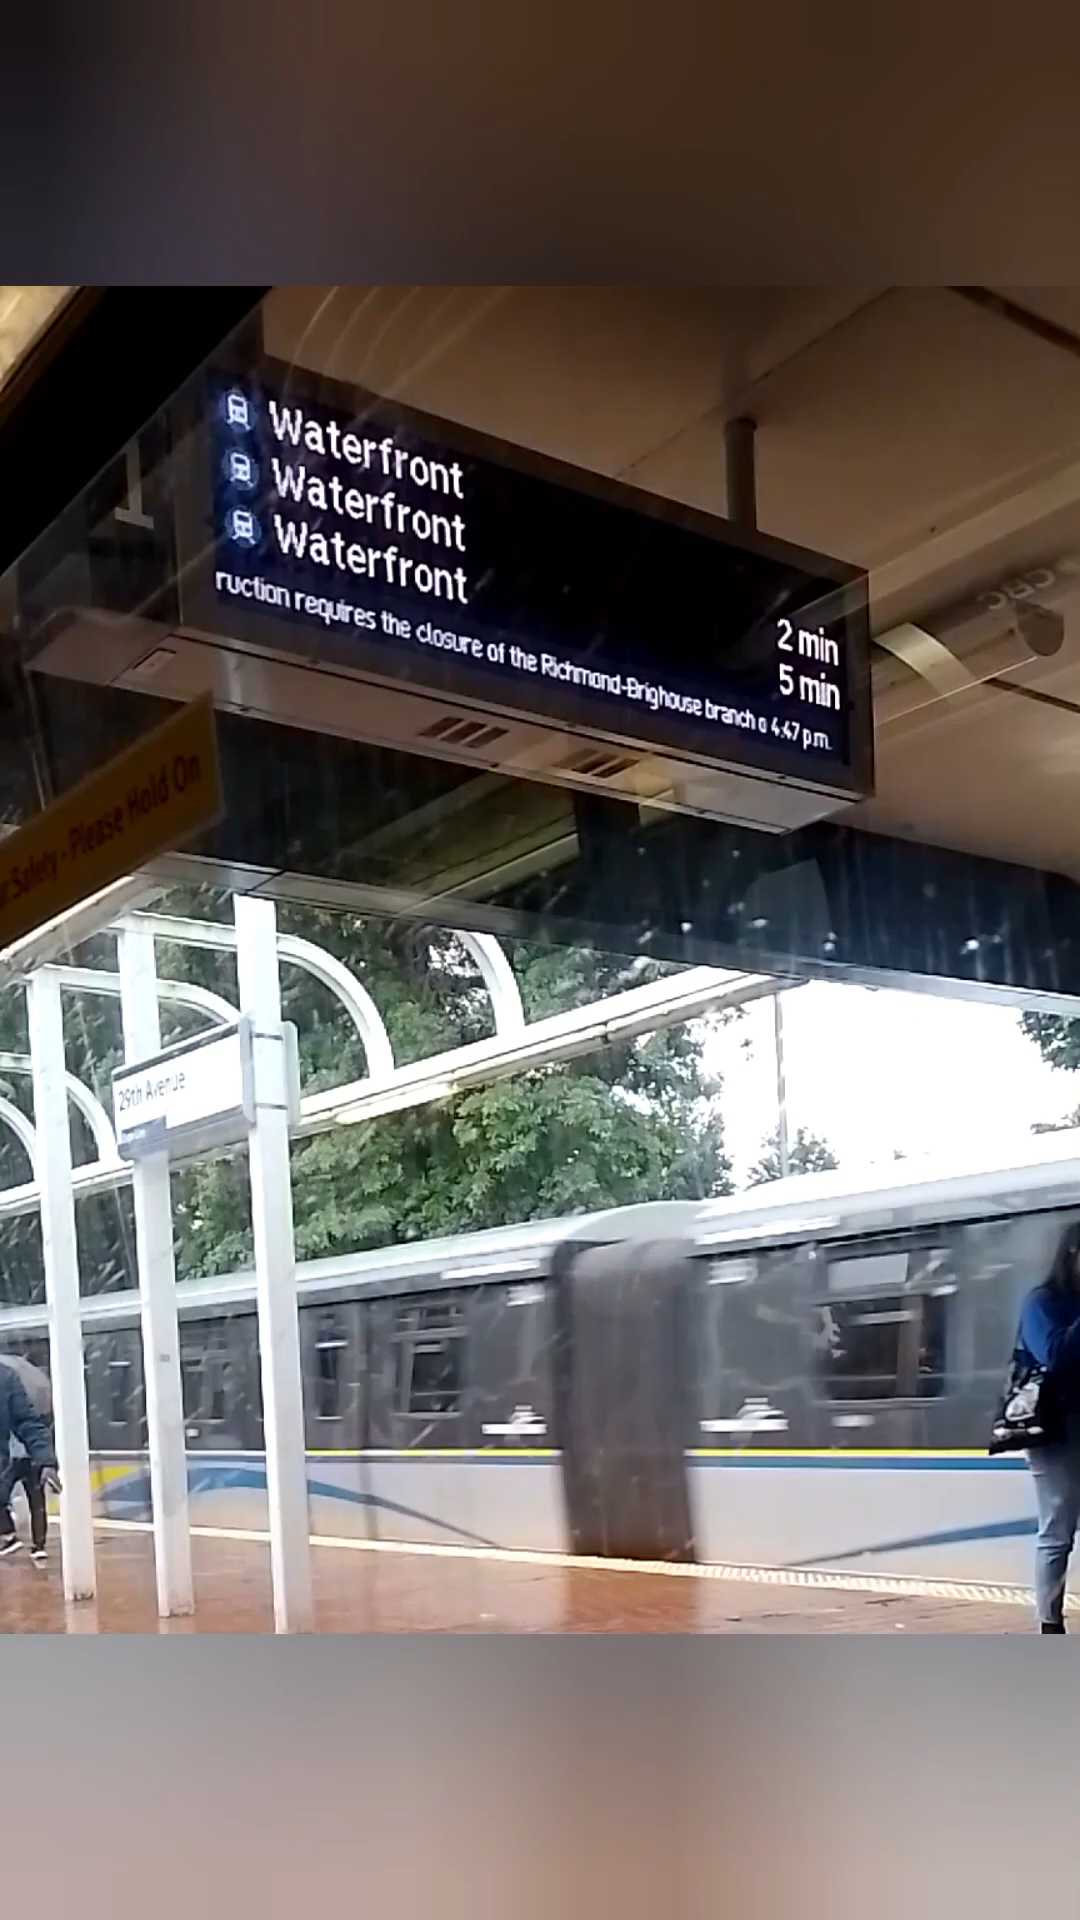 Waterfront
Waterfront 2 min
Waterfront 5 min
ruction requires the closure of the Richmond-Brighouse branch o 4:47 p.m.
Safety - Please Hold On
29th Avenue